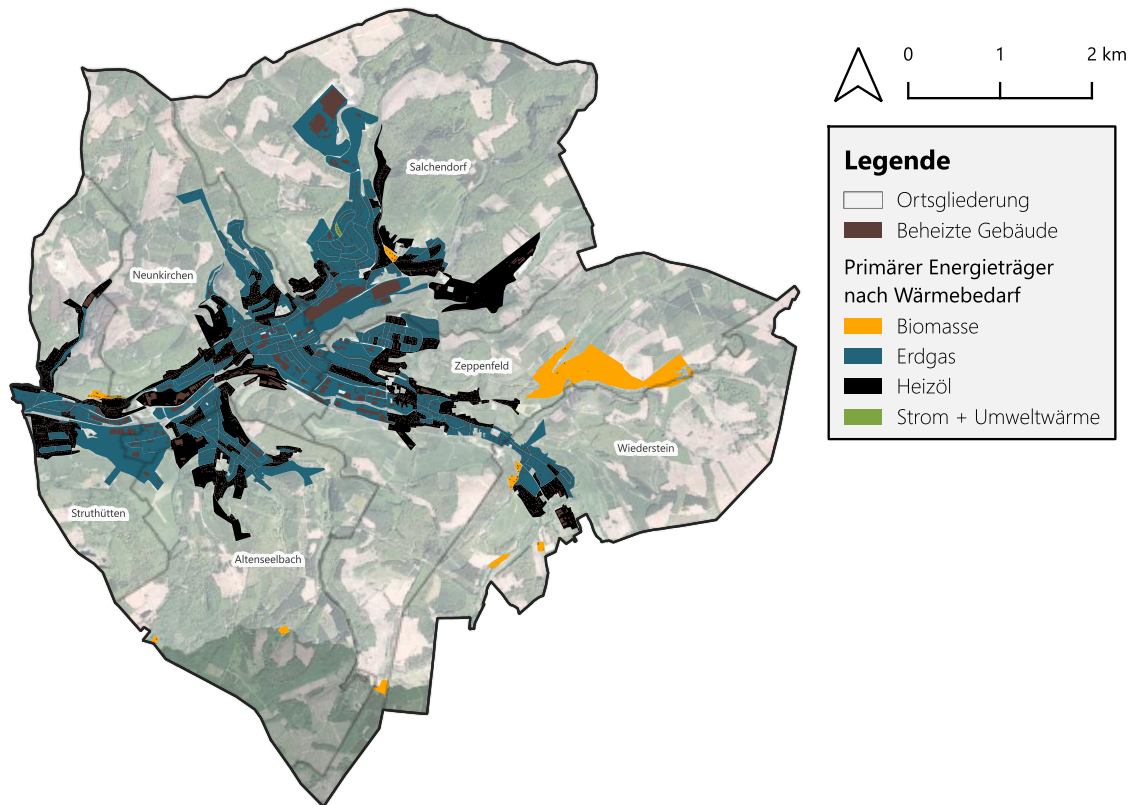 0 1 2 km
Salchendorf
Neunkirchen
Zeppenfeld
Wiederstein
Struthütten
Altenseelbach
Legende
Ortsgliederung
Beheizte Gebäude
Primärer Energieträger
nach Wärmebedarf
Biomasse
Erdgas
Heizöl
Strom + Umweltwärme